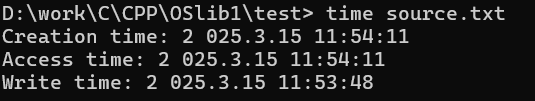 D:\work\C\CPP\OSlib1\test> time source.txt
Creation time: 2 025.3.15 11:54:11
Access time: 2 025.3.15 11:54:11
Write time: 2 025.3.15 11:53:48